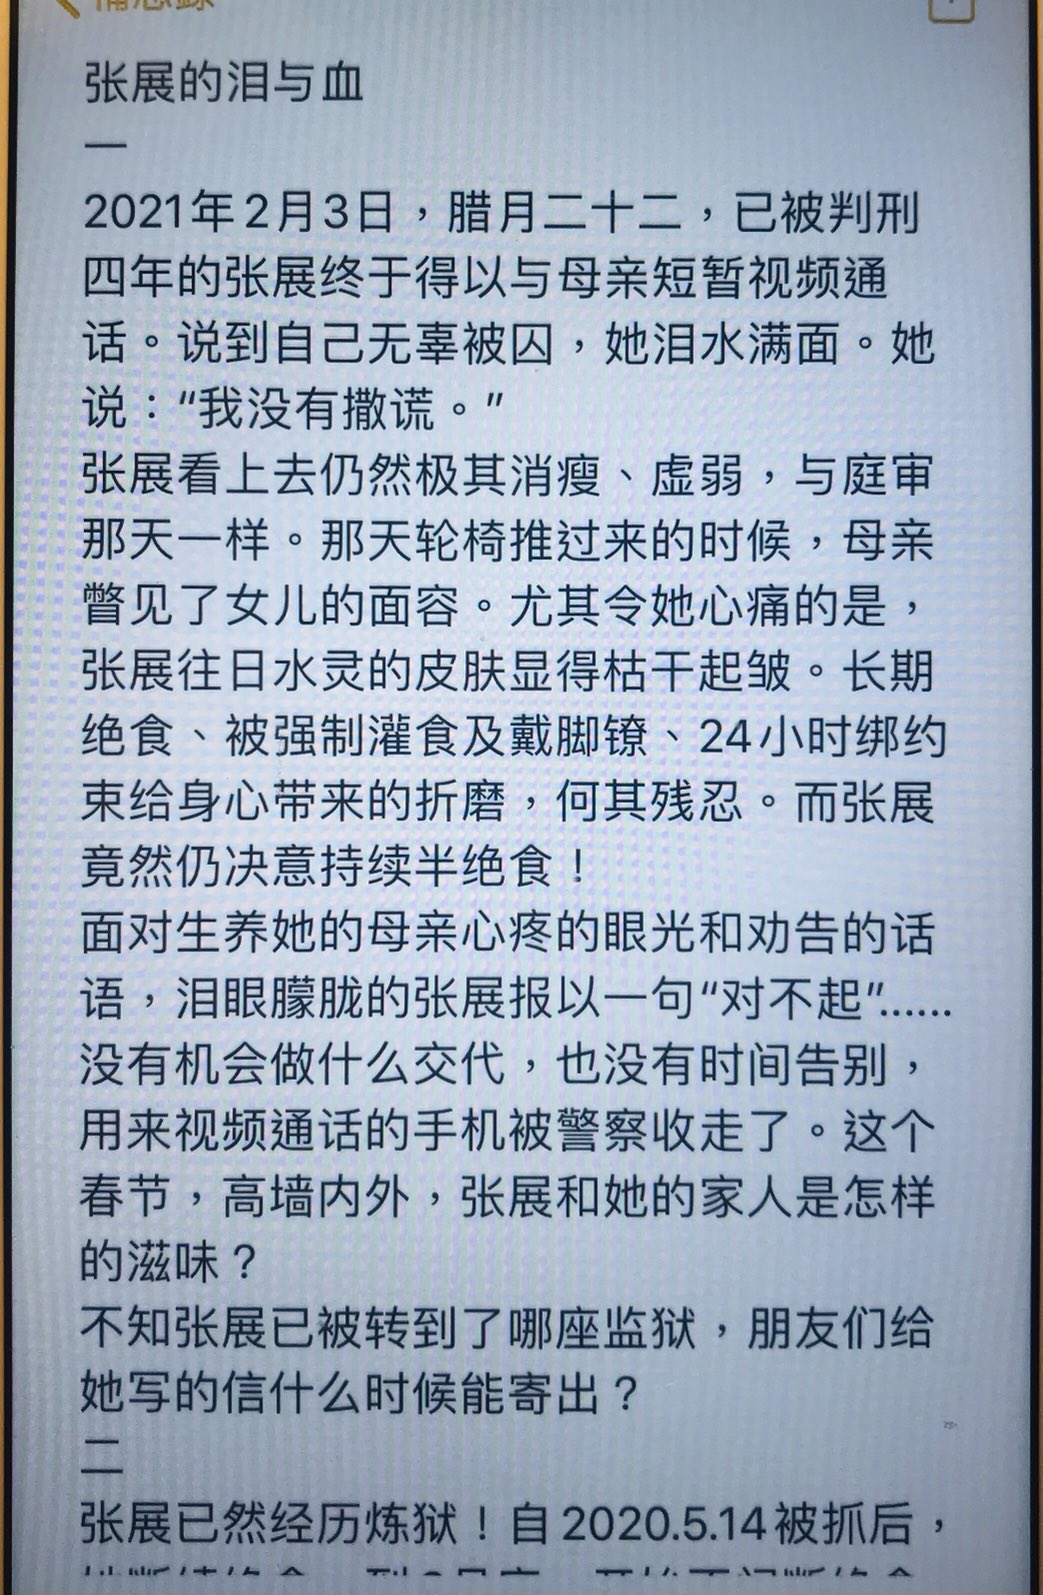 备忘録
张展的泪与血
一
2021年2月3日，腊月二十二，已被判刑
四年的张展终于得以与母亲短暂视频通
话。说到自己无辜被囚，她泪水满面。她
说：“我没有撒谎。”
张展看上去仍然极其消瘦、虚弱，与庭审
那天一样。那天轮椅推过来的时候，母亲
瞥见了女儿的面容。尤其令她心痛的是，
张展往日水灵的皮肤显得枯干起皱。长期
绝食、被强制灌食及戴脚镣、24小时绑约
束给身心带来的折磨，何其残忍。而张展
竟然仍决意持续半绝食！
面对生养她的母亲心疼的眼光和劝告的话
语，泪眼朦胧的张展报以一句“对不起”......
没有机会做什么交代，也没有时间告别，
用来视频通话的手机被警察收走了。这个
春节，高墙内外，张展和她的家人是怎样
的滋味？
不知张展已被转到了哪座监狱，朋友们给
她写的信什么时候能寄出？
二
张展已然经历炼狱！自2020.5.14被抓后，